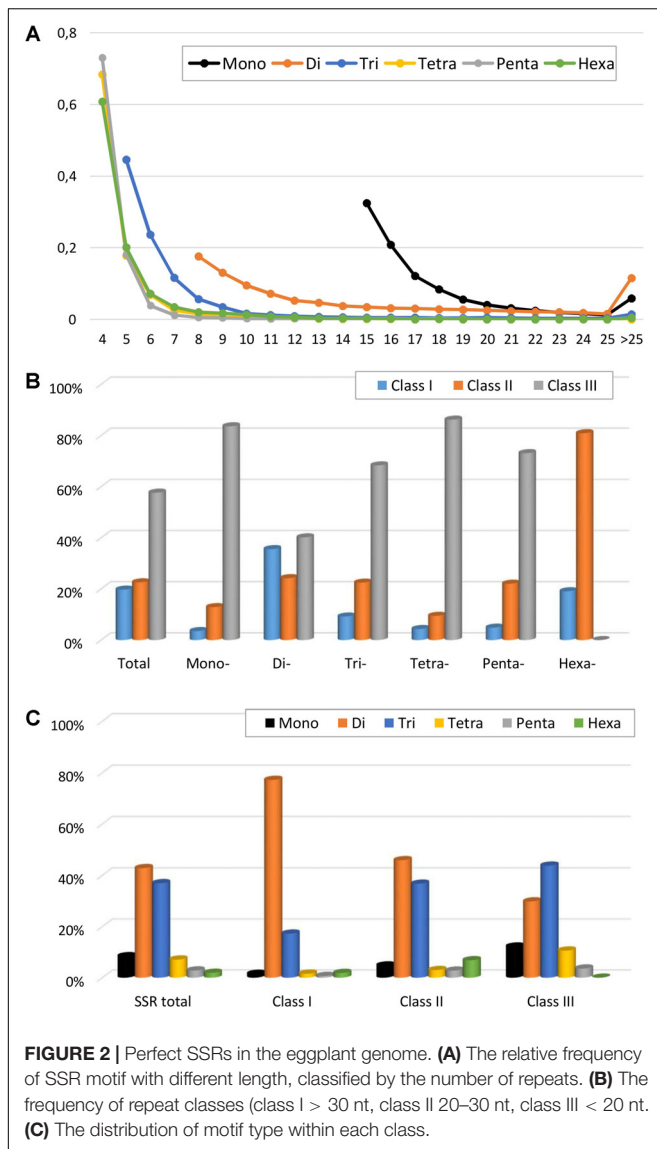 A
0,8
Mono Di Tri Tetra Penta Hexa
0,6
0,4
0,2
0
4 5 6 7 8 9 10 11 12 13 14 15 16 17 18 19 20 21 22 23 24 25 >25
B
100%
Class I Class II Class III
80%
60%
40%
20%
0%
Total Mono- Di- Tri- Tetra- Penta- Hexa-
C
100%
Mono Di Tri Tetra Penta Hexa
80%
60%
40%
20%
0%
SSR total Class I Class II Class III
FIGURE 2 | Perfect SSRs in the eggplant genome. (A) The relative frequency
of SSR motif with different length, classified by the number of repeats. (B) The
frequency of repeat classes (class I > 30 nt, class II 20–30 nt, class III < 20 nt.
(C) The distribution of motif type within each class.